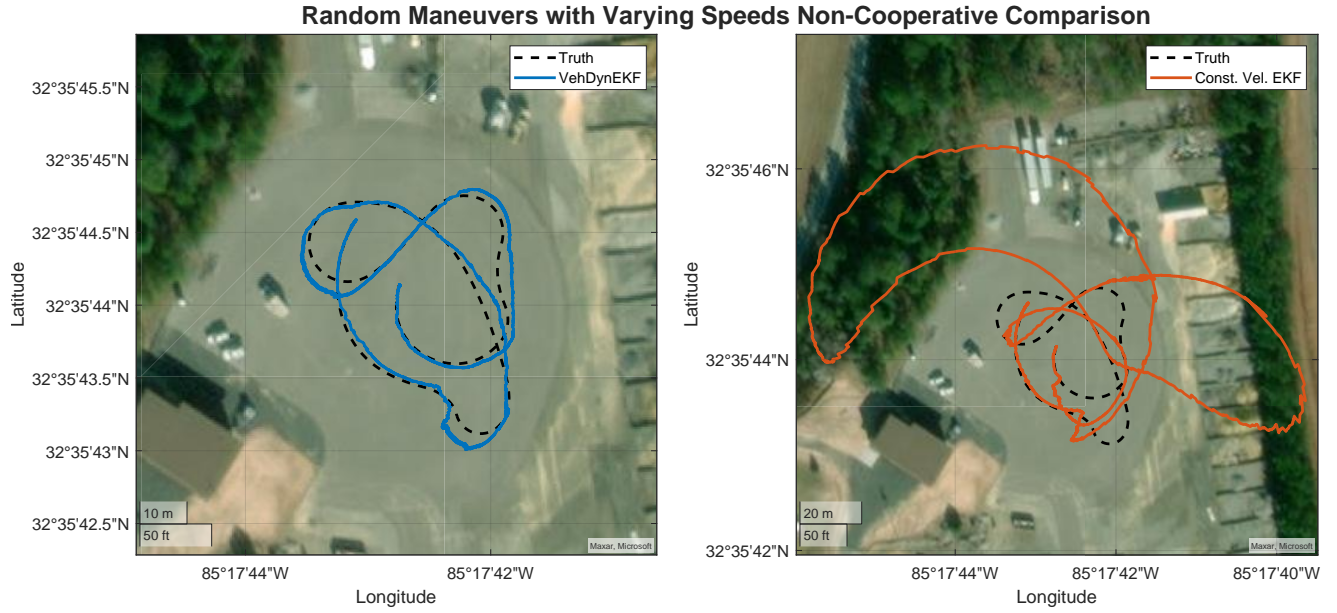 Random Maneuvers with Varying Speeds Non-Cooperative Comparison
Truth
VehDynEKF
32°35'45.5"N
32°35'45"N
32°35'44.5"N
32°35'44"N
32°35'43.5"N
32°35'43"N
32°35'42.5"N
Latitude
10 m
50 ft
Maxar, Microsoft
85°17'44"W
85°17'42"W
Longitude
Truth
Const. Vel. EKF
32°35'46"N
32°35'44"N
32°35'42"N
Latitude
20 m
50 ft
Maxar, Microsoft
85°17'44"W
85°17'42"W
85°17'40"W
Longitude